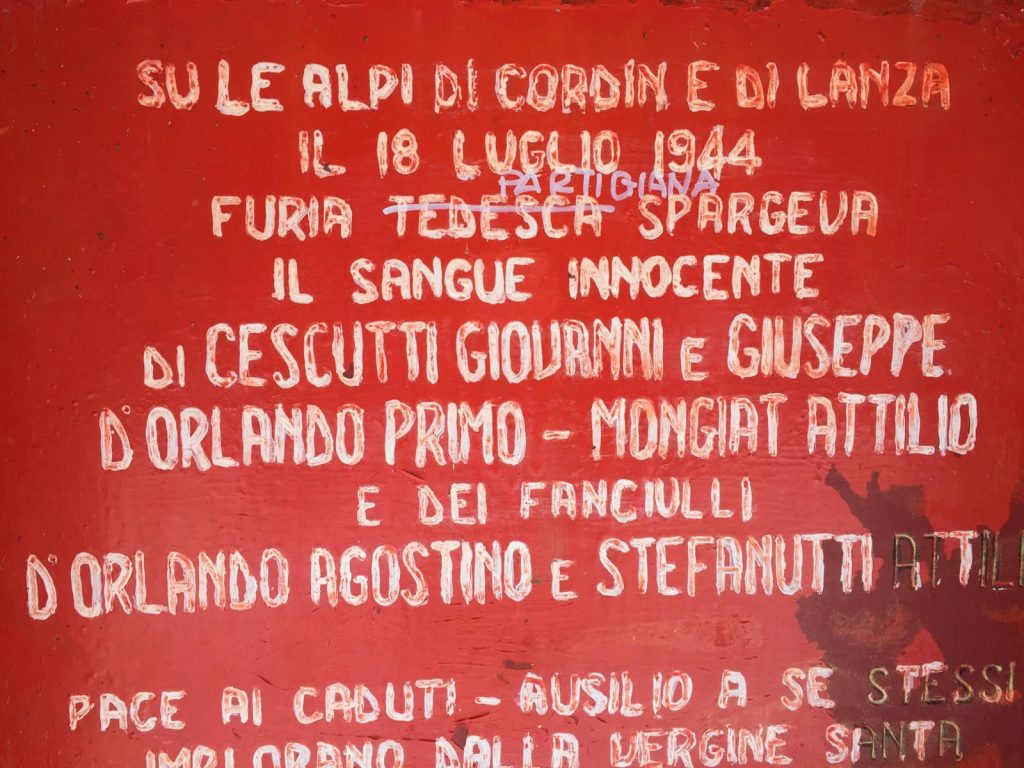 SU LE ALPI DI CORDIN E DI LANZA
IL 18 LUGLIO 1944
PARTIGIANA
FURIA TEDESCA SPARGEVA
IL SANGUE INNOCENTE
DI CESCUTTI GIOVANNI E GIUSEPPE
D'ORLANDO PRIMO - MONGIAT ATTILIO
E DEI FANCIULLI
D'ORLANDO AGOSTINO E STEFANUTTI ATTILI
PACE AI CADUTI - AUSILIO A SE STESSI
IMPLORANO DALLA VERGINE SANTA